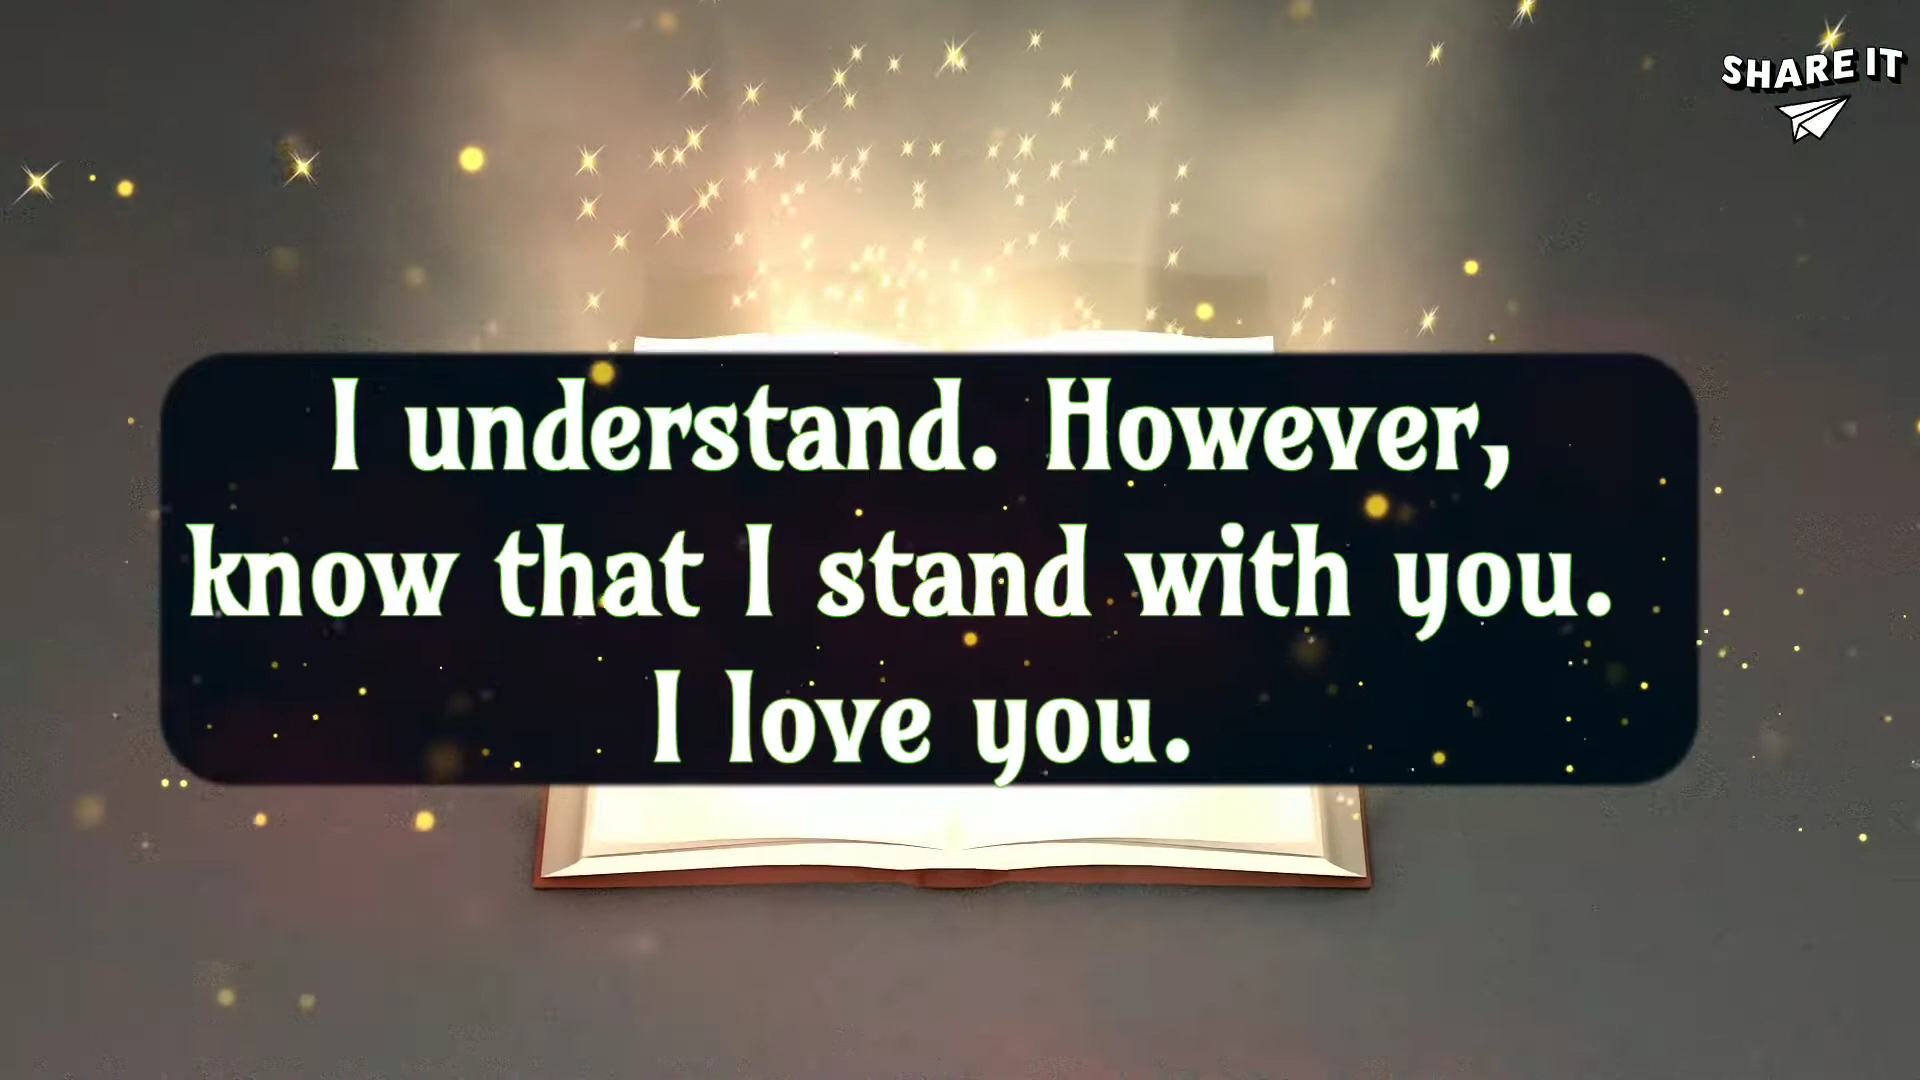 SHARE IT
I understand. However,
know that I stand with you.
I love you.